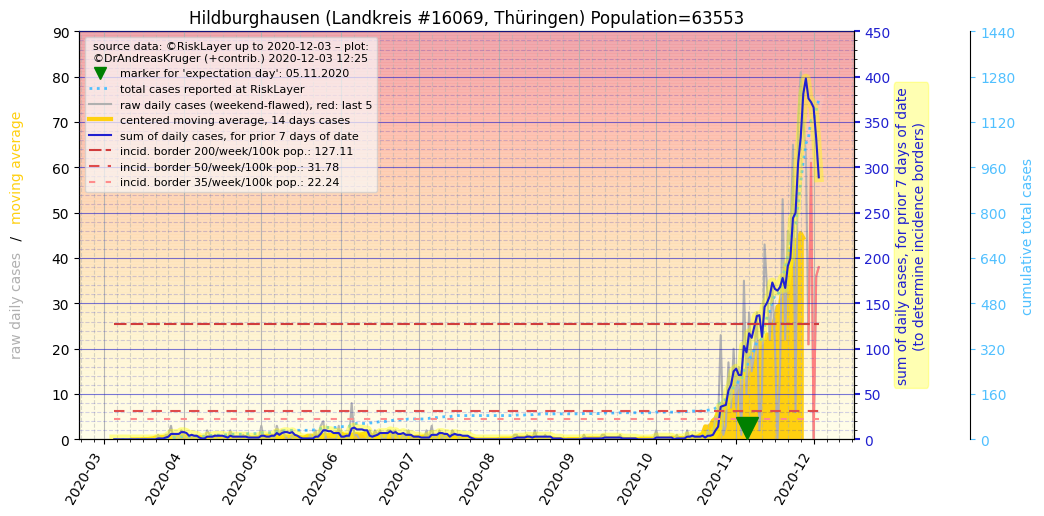 Hildburghausen (Landkreis #16069, Thüringen) Population=63553
source data: ©RiskLayer up to 2020-12-03 – plot:
©DrAndreasKruger (+contrib.) 2020-12-03 12:25
marker for 'expectation day': 05.11.2020
total cases reported at RiskLayer
raw daily cases (weekend-flawed), red: last 5
centered moving average, 14 days cases
sum of daily cases, for prior 7 days of date
incid. border 200/week/100k pop.: 127.11
incid. border 50/week/100k pop.: 31.78
incid. border 35/week/100k pop.: 22.24
raw daily cases / moving average
90
80
70
60
50
40
30
20
10
0
2020-03
2020-04
2020-05
2020-06
2020-07
2020-08
2020-09
2020-10
2020-11
2020-12
450
400
350
300
250
200
150
100
50
0
sum of daily cases, for prior 7 days of date
(to determine incidence borders)
1440
1280
1120
960
800
640
480
320
160
0
cumulative total cases